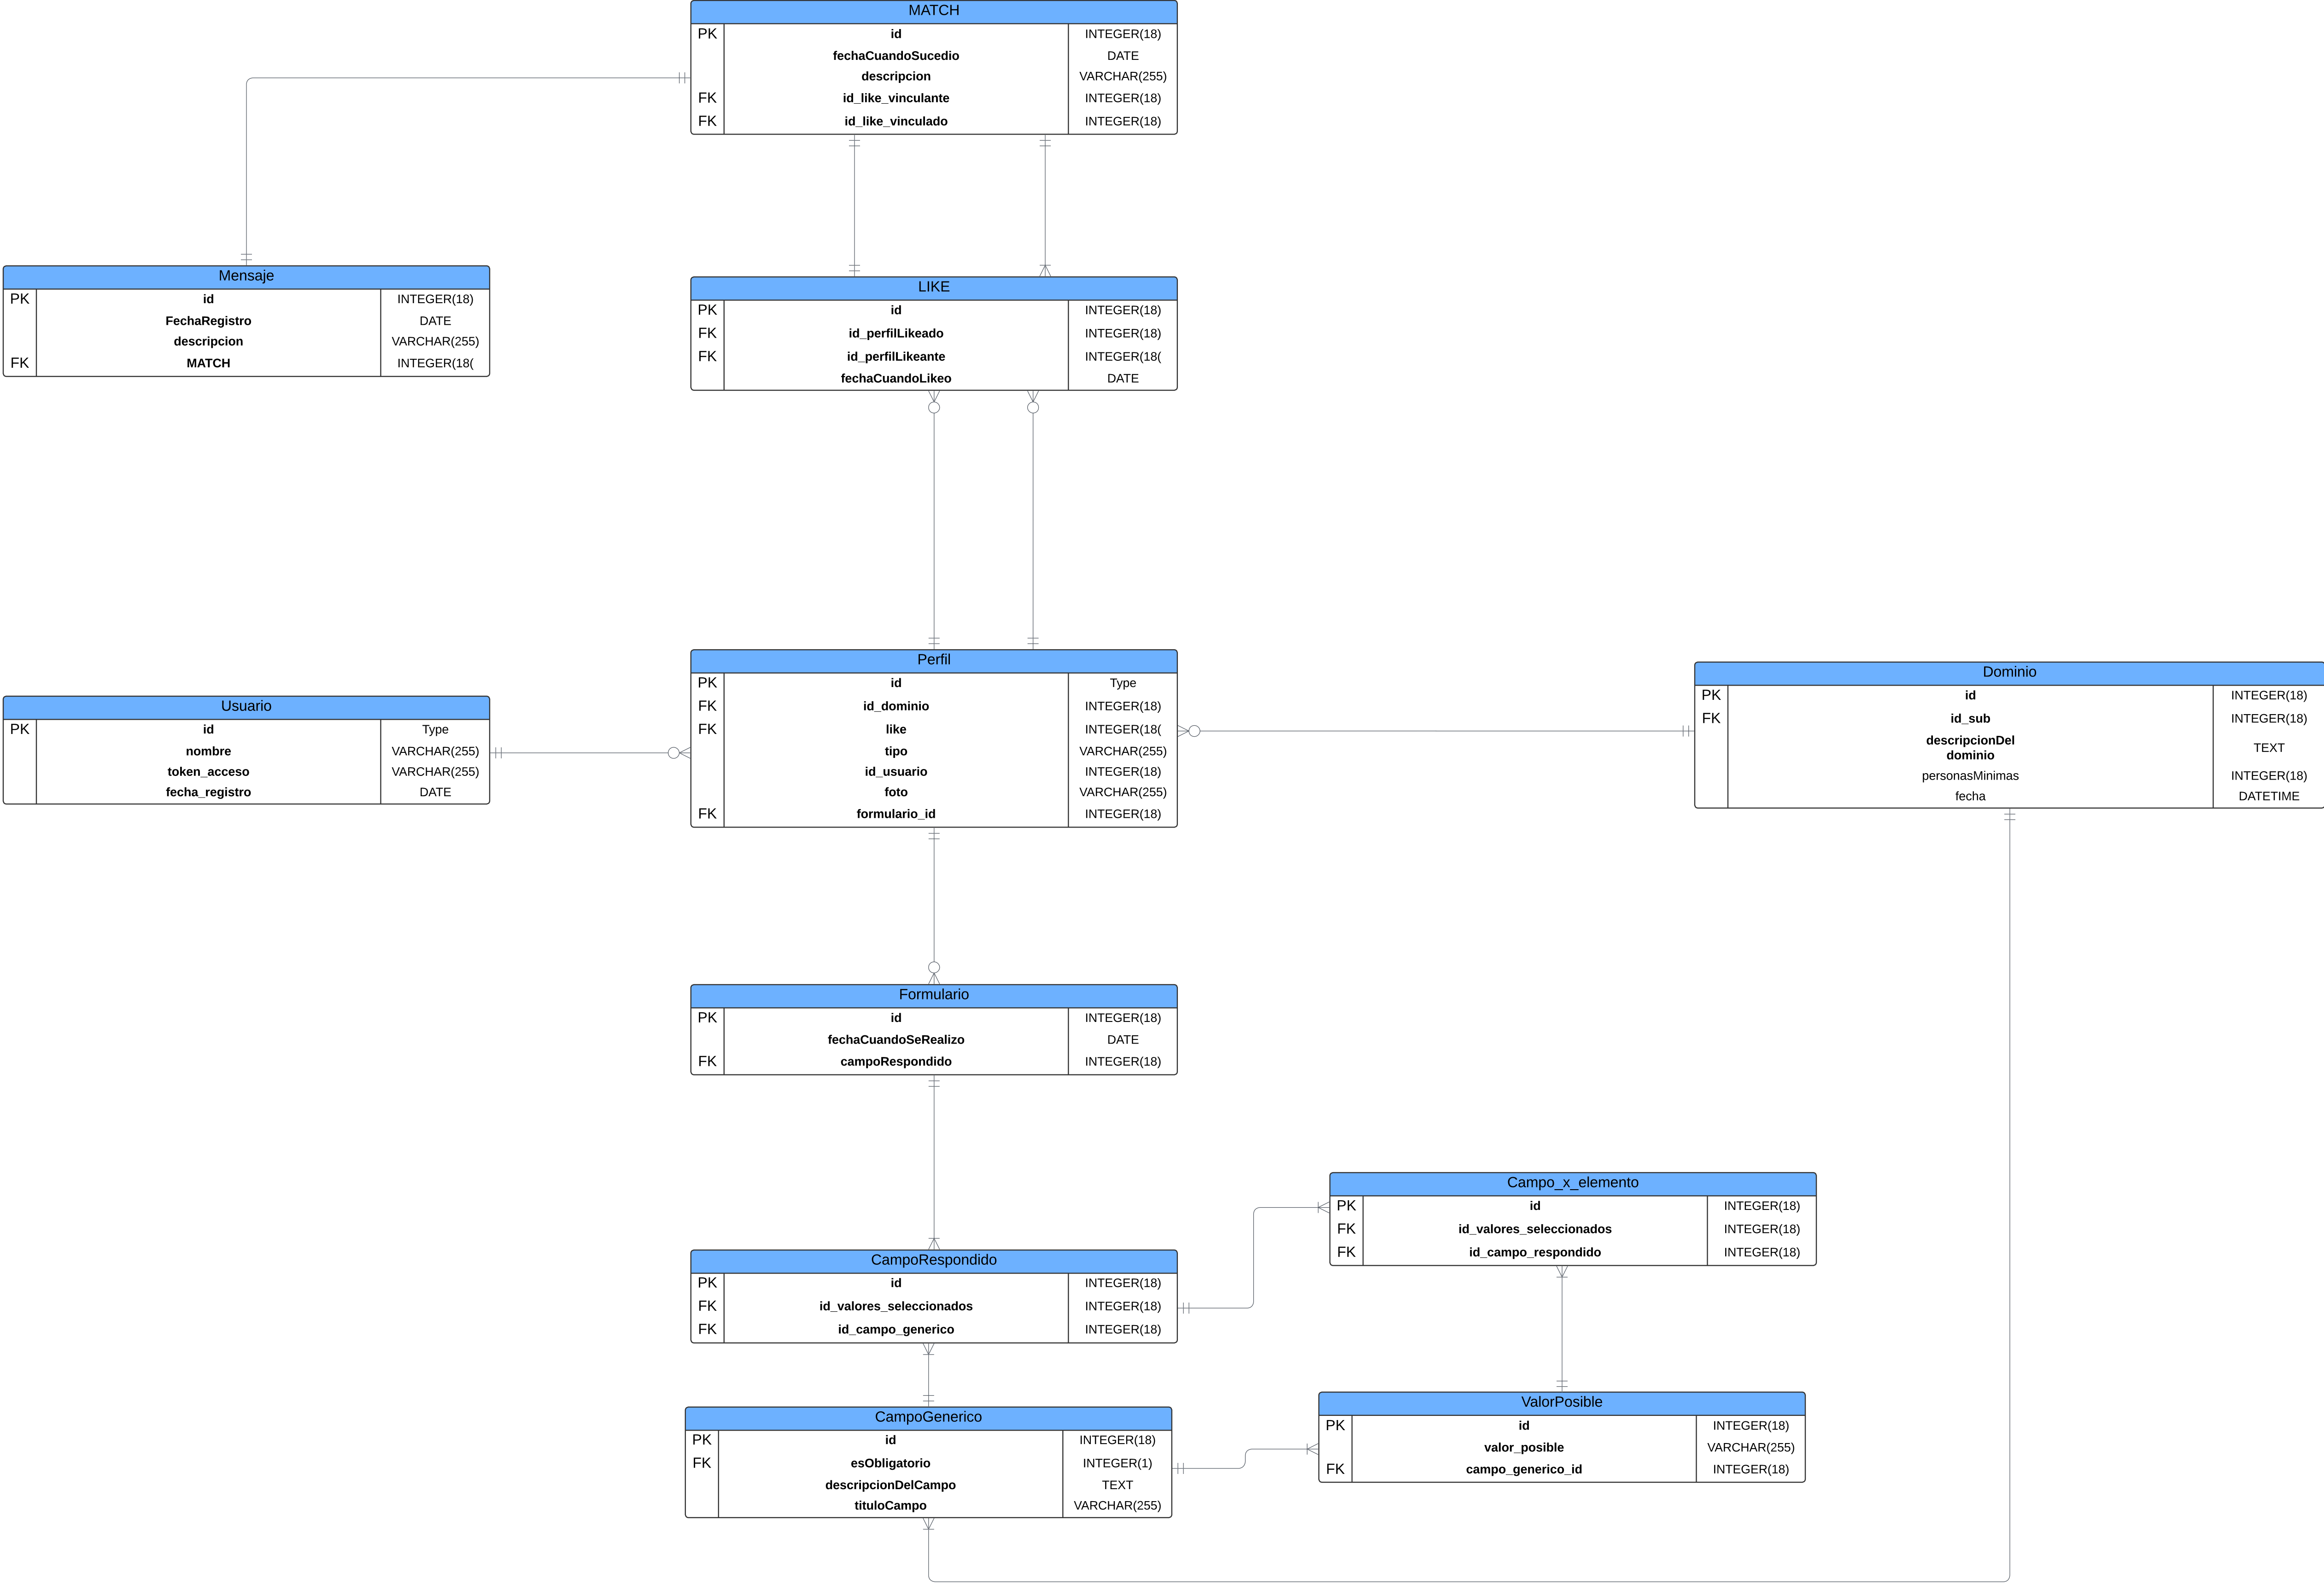 MATCH
PK id INTEGER(18)
fechaCuandoSucedio DATE
descripcion VARCHAR(255)
FK id_like_vinculante INTEGER(18)
FK id_like_vinculado INTEGER(18)
Mensaje
PK id INTEGER(18)
FechaRegistro DATE
descripcion VARCHAR(255)
FK MATCH INTEGER(18(
LIKE
PK id INTEGER(18)
FK id_perfilLikeado INTEGER(18)
FK id_perfilLikeante INTEGER(18(
fechaCuandoLikeo DATE
Usuario
PK id Type
nombre VARCHAR(255)
token_acceso VARCHAR(255)
fecha_registro DATE
Perfil
PK id Type
FK id_dominio INTEGER(18)
FK like INTEGER(18(
tipo VARCHAR(255)
id_usuario INTEGER(18)
foto VARCHAR(255)
FK formulario_id INTEGER(18)
Dominio
PK id INTEGER(18)
FK id_sub INTEGER(18)
descripcionDel
dominio TEXT
personasMinimas INTEGER(18)
fecha DATETIME
Formulario
PK id INTEGER(18)
fechaCuandoSeRealizo DATE
FK campoRespondido INTEGER(18)
Campo_x_elemento
PK id INTEGER(18)
FK id_valores_seleccionados INTEGER(18)
FK id_campo_respondido INTEGER(18)
CampoRespondido
PK id INTEGER(18)
FK id_valores_seleccionados INTEGER(18)
FK id_campo_generico INTEGER(18)
CampoGenerico
PK id INTEGER(18)
FK esObligatorio INTEGER(1)
descripcionDelCampo TEXT
tituloCampo VARCHAR(255)
ValorPosible
PK id INTEGER(18)
valor_posible VARCHAR(255)
FK campo_generico_id INTEGER(18)